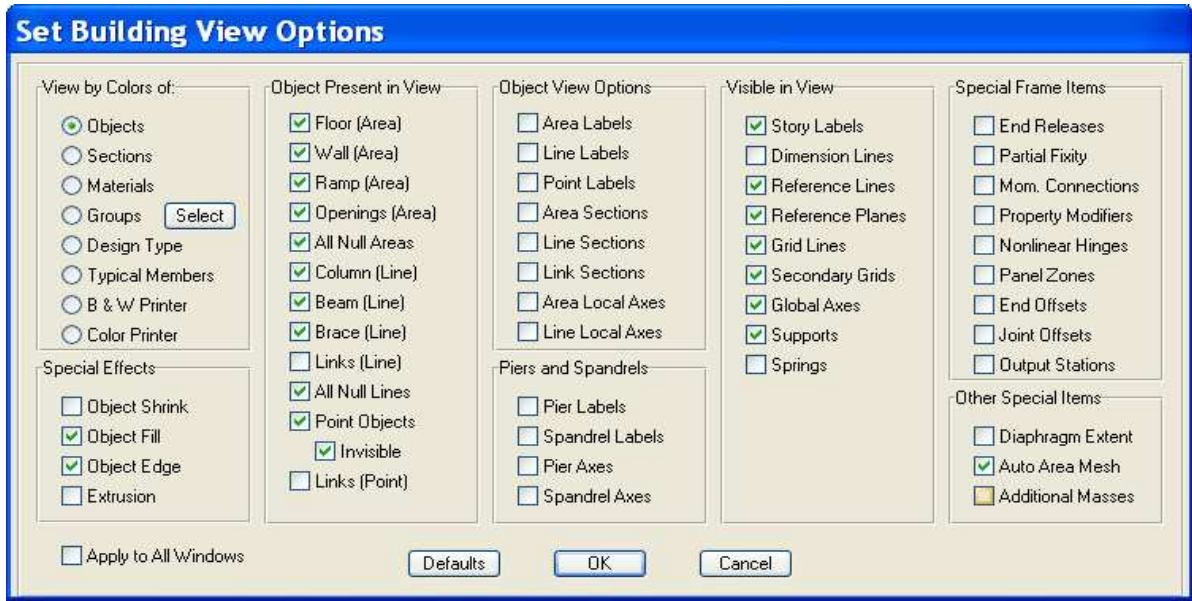 Set Building View Options
View by Colors of:
Objects
Sections
Materials
Groups Select
Design Type
Typical Members
B & W Printer
Color Printer
Special Effects
Object Shrink
Object Fill
Object Edge
Extrusion
Object Present in View
Floor (Area)
Wall (Area)
Ramp (Area)
Openings (Area)
All Null Areas
Column (Line)
Beam (Line)
Brace (Line)
Links (Line)
All Null Lines
Point Objects
Invisible
Links (Point)
Object View Options
Area Labels
Line Labels
Point Labels
Area Sections
Line Sections
Link Sections
Area Local Axes
Line Local Axes
Piers and Spandrels
Pier Labels
Spandrel Labels
Pier Axes
Spandrel Axes
Visible in View
Story Labels
Dimension Lines
Reference Lines
Reference Planes
Grid Lines
Secondary Grids
Global Axes
Supports
Springs
Special Frame Items
End Releases
Partial Fixity
Mom. Connections
Property Modifiers
Nonlinear Hinges
Panel Zones
End Offsets
Joint Offsets
Output Stations
Other Special Items
Diaphragm Extent
Auto Area Mesh
Additional Masses
Apply to All Windows
Defaults
OK
Cancel